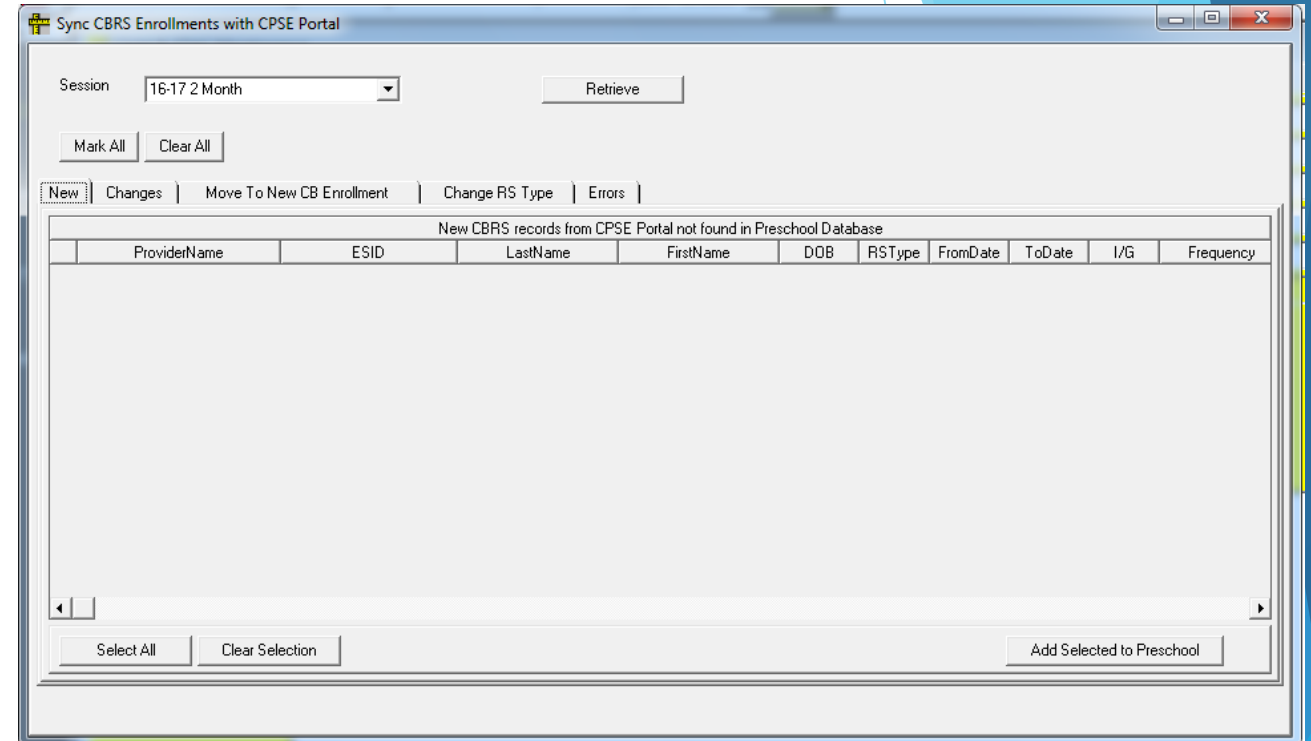 Sync CBRS Enrollments with CPSE Portal
Session 16-17 2 Month Retrieve
Mark All Clear All
New Changes Move To New CB Enrollment Change RS Type Errors
New CBRS records from CPSE Portal not found in Preschool Database
ProviderName ESID LastName FirstName DOB RSType FromDate ToDate I/G Frequency
Select All Clear Selection Add Selected to Preschool